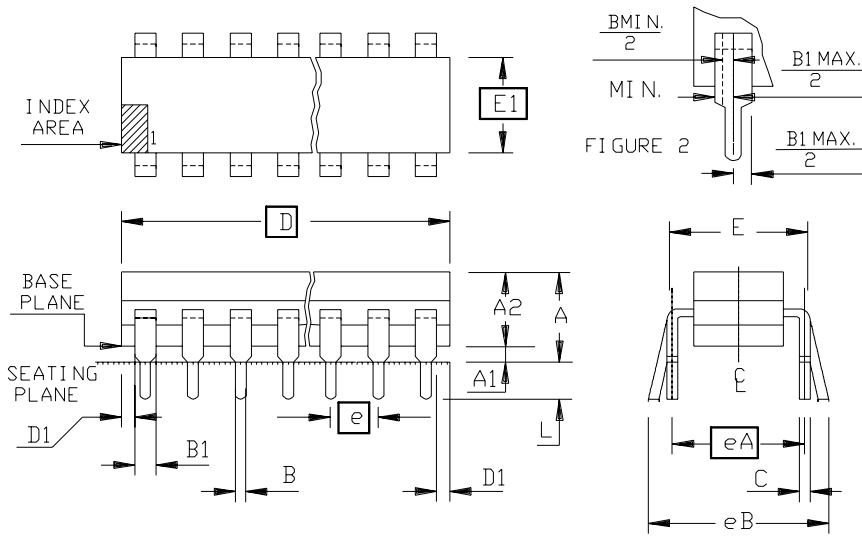 INDEX
AREA
1
E1
BMIN.
2
B1 MAX.
2
MIN.
FIGURE 2
B1 MAX.
2
D
BASE
PLANE
A2
A
SEATING
PLANE
A1
L
D1
B1
B
e
D1
E
C
L
eA
C
eB